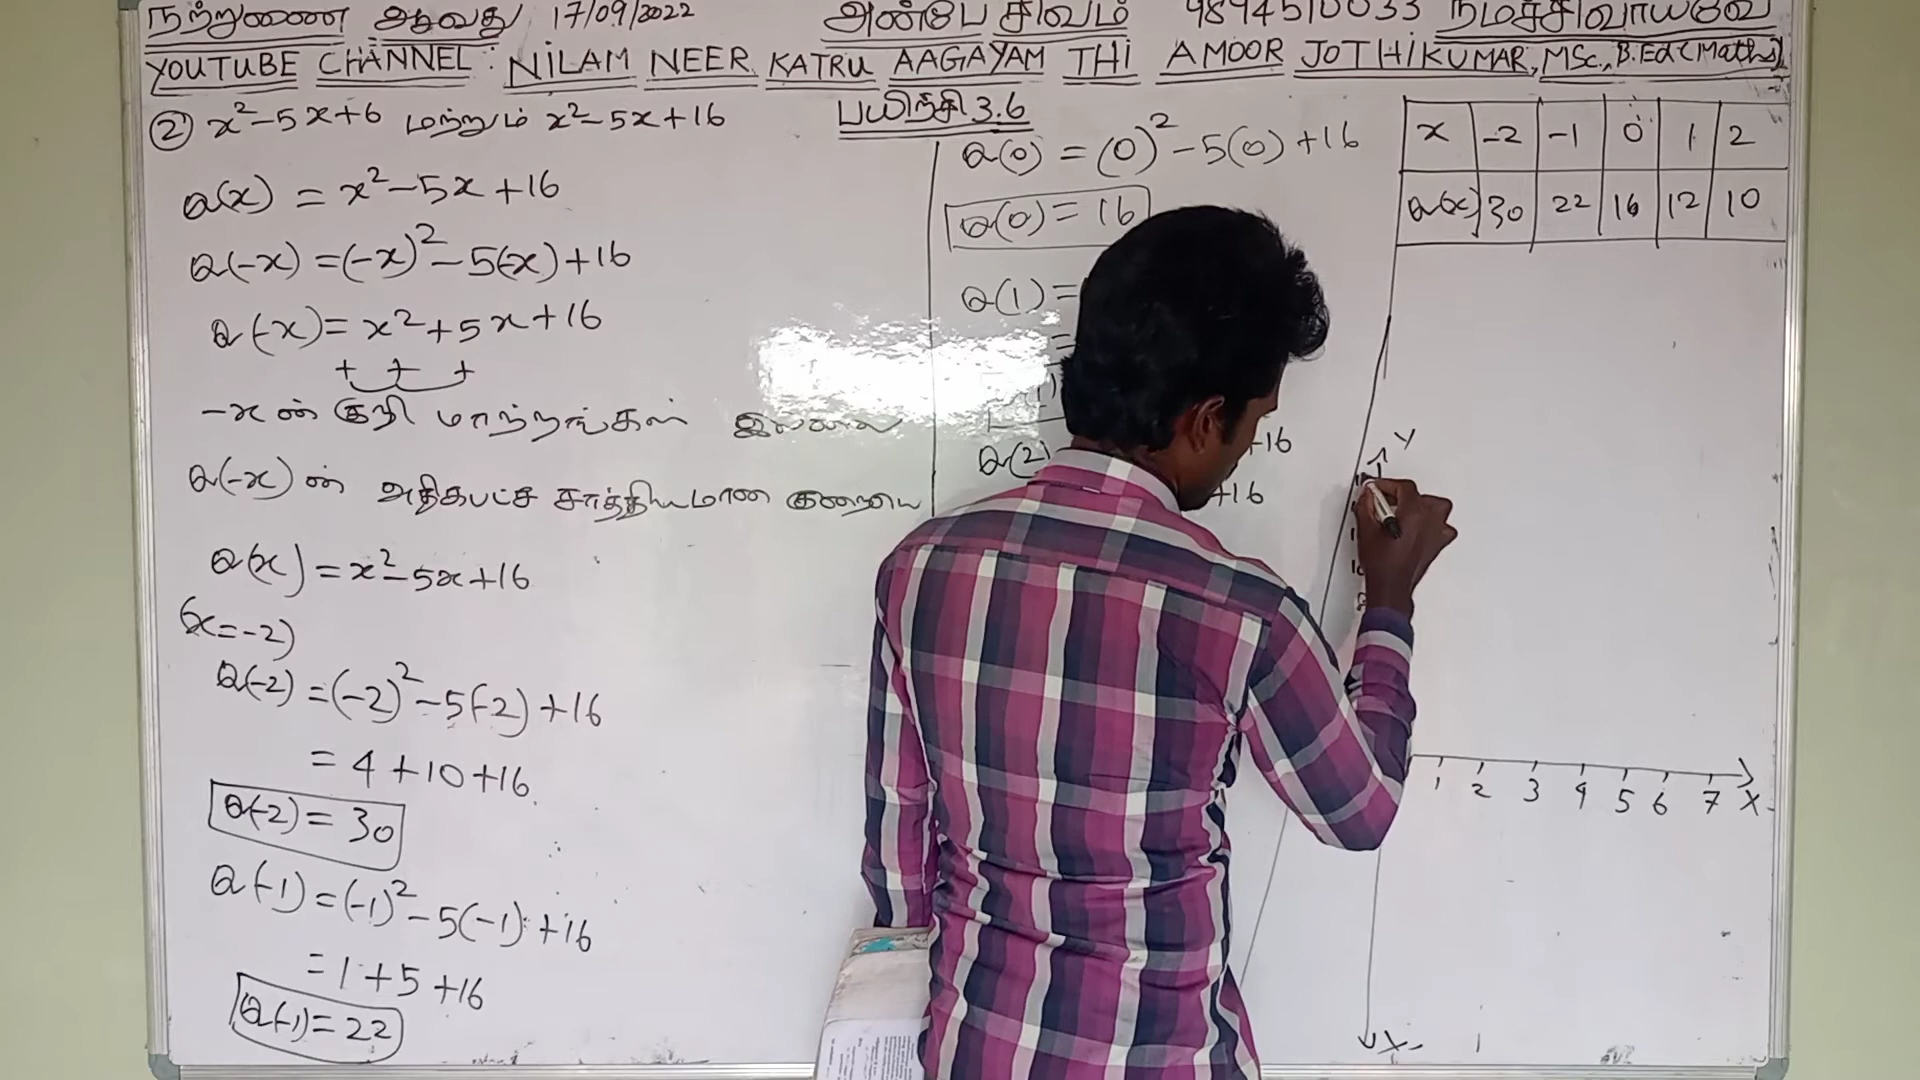 நற்றுணை ஆவது 17/09/2022 அன்பே சிவம் 9894510033 நமச்சிவாயவே
YOUTUBE CHANNEL: NILAM NEER KATRU AAGAYAM THI AMOOR JOTHIKUMAR, MSc., B.Ed (Maths)
② x²-5x+6 மற்றும் x²-5x+16
பயிற்சி 3.6
Q(x) = x²-5x+16
Q(-x) = (-x)²-5(-x)+16
Q(-x) = x²+5x+16
+ + +
-x ன் குறி மாற்றங்கள் இல்லை
Q(-x) ன் அதிகபட்ச சாத்தியமான குறையெ
Q(x) = x²-5x+16
(x=-2)
Q(-2) = (-2)²-5(-2)+16
= 4+10+16
Q(-2) = 30
Q(-1) = (-1)²-5(-1)+16
= 1+5+16
Q(-1) = 22
Q(0) = (0)²-5(0)+16
Q(0) = 16
Q(1) =
=
Q(2) +16
+16
x -2 -1 0 1 2
Q(x) 30 22 16 12 10
Y
1 2 3 4 5 6 7 X